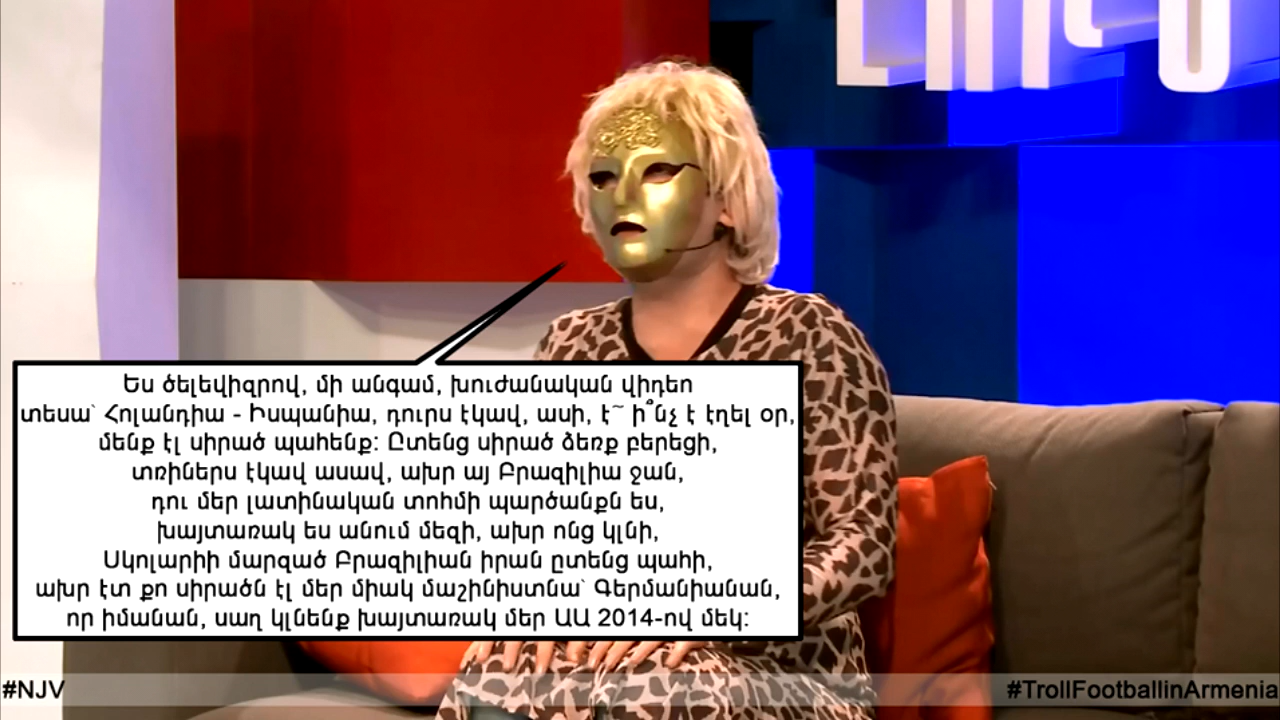 Ես ծելեվիզրով, մի անգամ, խուժանական վիդեո
տեսա՝ Հոլանդիա - Իսպանիա, դուրս էկավ, ասի, է~ ի՞նչ է էղել օր,
մենք էլ սիրած պահենք: Ըտենց սիրած ձեռք բերեցի,
տռիներս էկավ ասավ, ախր այ Բրազիլիա ջան,
դու մեր լատինական տոհմի պարծանքն ես,
խայտառակ ես անում մեզի, ախր ոնց կլնի,
Սկոլարիի մարզած Բրազիլիան իրան ըտենց պահի,
ախր էտ քո սիրածն էլ մեր միակ մաշինիստնա՝ Գերմանիանան,
որ իմանան, սաղ կլնենք խայտառակ մեր ԱԱ 2014-ով մեկ:
#NJV
#TrollFootballinArmenia